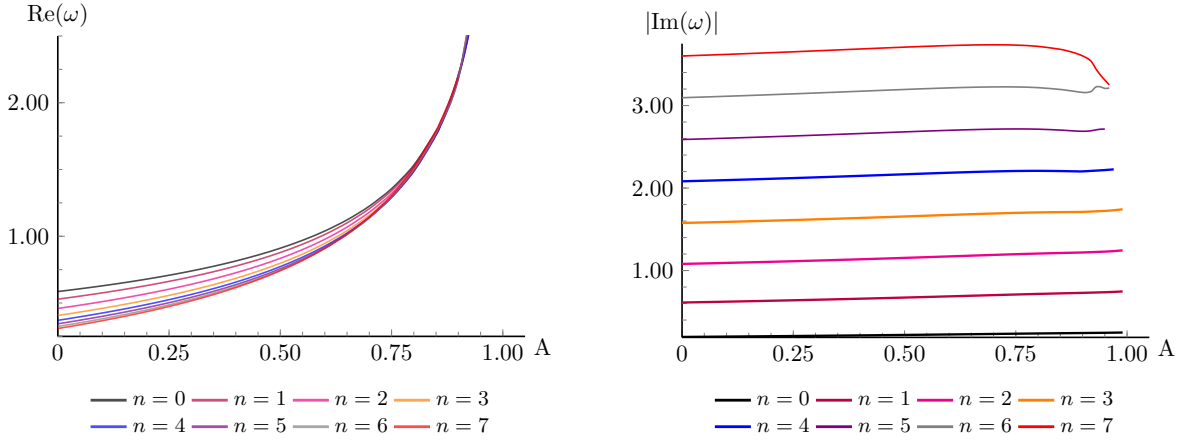 Re(ω)
2.00
1.00
0 0.25 0.50 0.75 1.00 A
n = 0 n = 1 n = 2 n = 3
n = 4 n = 5 n = 6 n = 7
|Im(ω)|
3.00
2.00
1.00
0 0.25 0.50 0.75 1.00 A
n = 0 n = 1 n = 2 n = 3
n = 4 n = 5 n = 6 n = 7